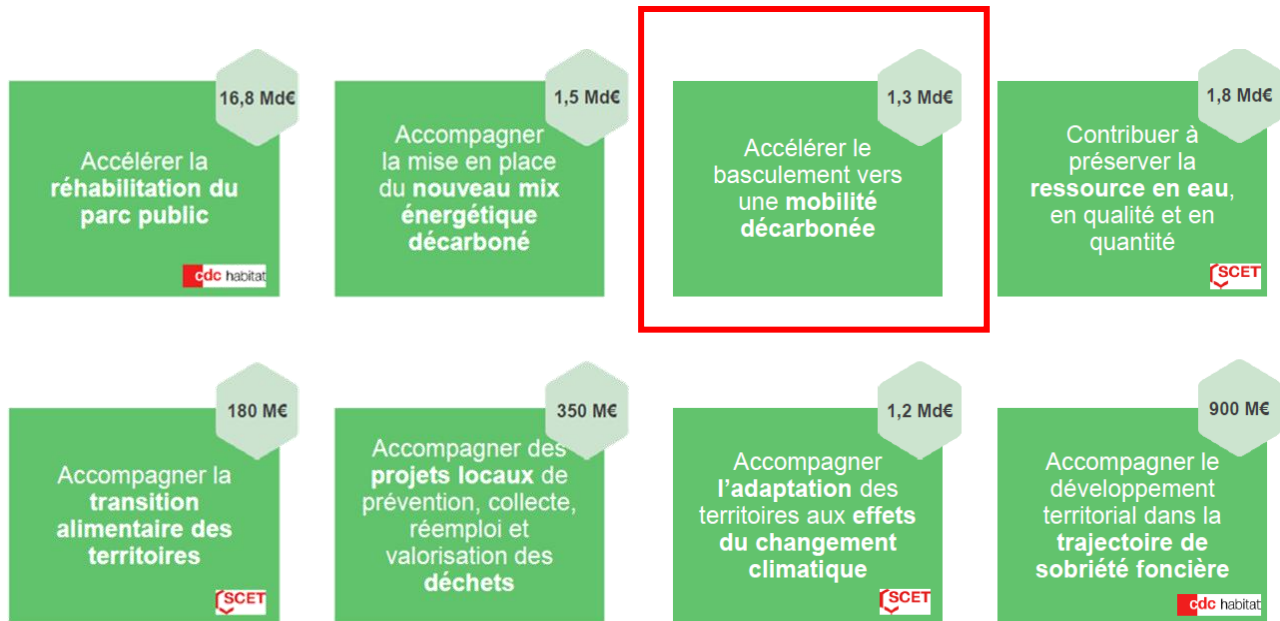 16,8 Md€
Accélérer la
réhabilitation du
parc public
cdc habitat
1,5 Md€
Accompagner
la mise en place
du nouveau mix
énergétique
décarboné
1,3 Md€
Accélérer le
basculement vers
une mobilité
décarbonée
1,8 Md€
Contribuer à
préserver la
ressource en eau,
en qualité et en
quantité
SCET
180 M€
Accompagner la
transition
alimentaire des
territoires
SCET
350 M€
Accompagner des
projets locaux de
prévention, collecte,
réemploi et
valorisation des
déchets
1,2 Md€
Accompagner
l’adaptation des
territoires aux effets
du changement
climatique
SCET
900 M€
Accompagner le
développement
territorial dans la
trajectoire de
sobriété foncière
cdc habitat